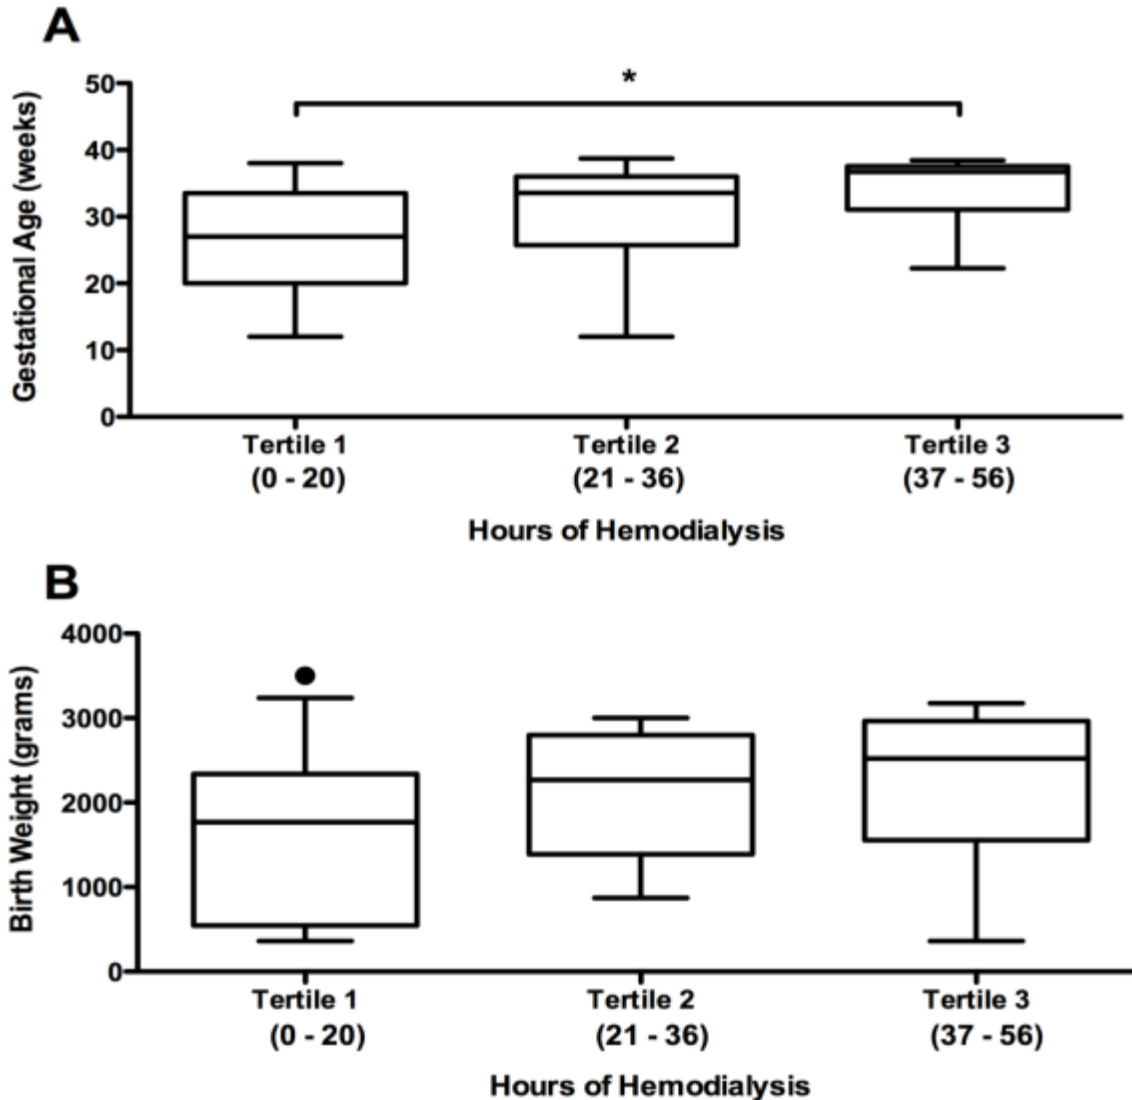 A
Gestational Age (weeks)
50
40
30
20
10
0
*
Tertile 1 Tertile 2 Tertile 3
(0 - 20) (21 - 36) (37 - 56)
Hours of Hemodialysis
B
Birth Weight (grams)
4000
3000
2000
1000
0
Tertile 1 Tertile 2 Tertile 3
(0 - 20) (21 - 36) (37 - 56)
Hours of Hemodialysis